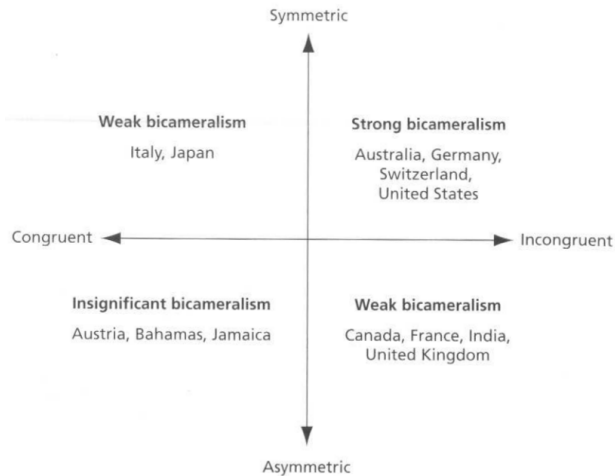 Symmetric
Weak bicameralism
Italy, Japan
Strong bicameralism
Australia, Germany,
Switzerland,
United States
Congruent
Incongruent
Insignificant bicameralism
Austria, Bahamas, Jamaica
Weak bicameralism
Canada, France, India,
United Kingdom
Asymmetric